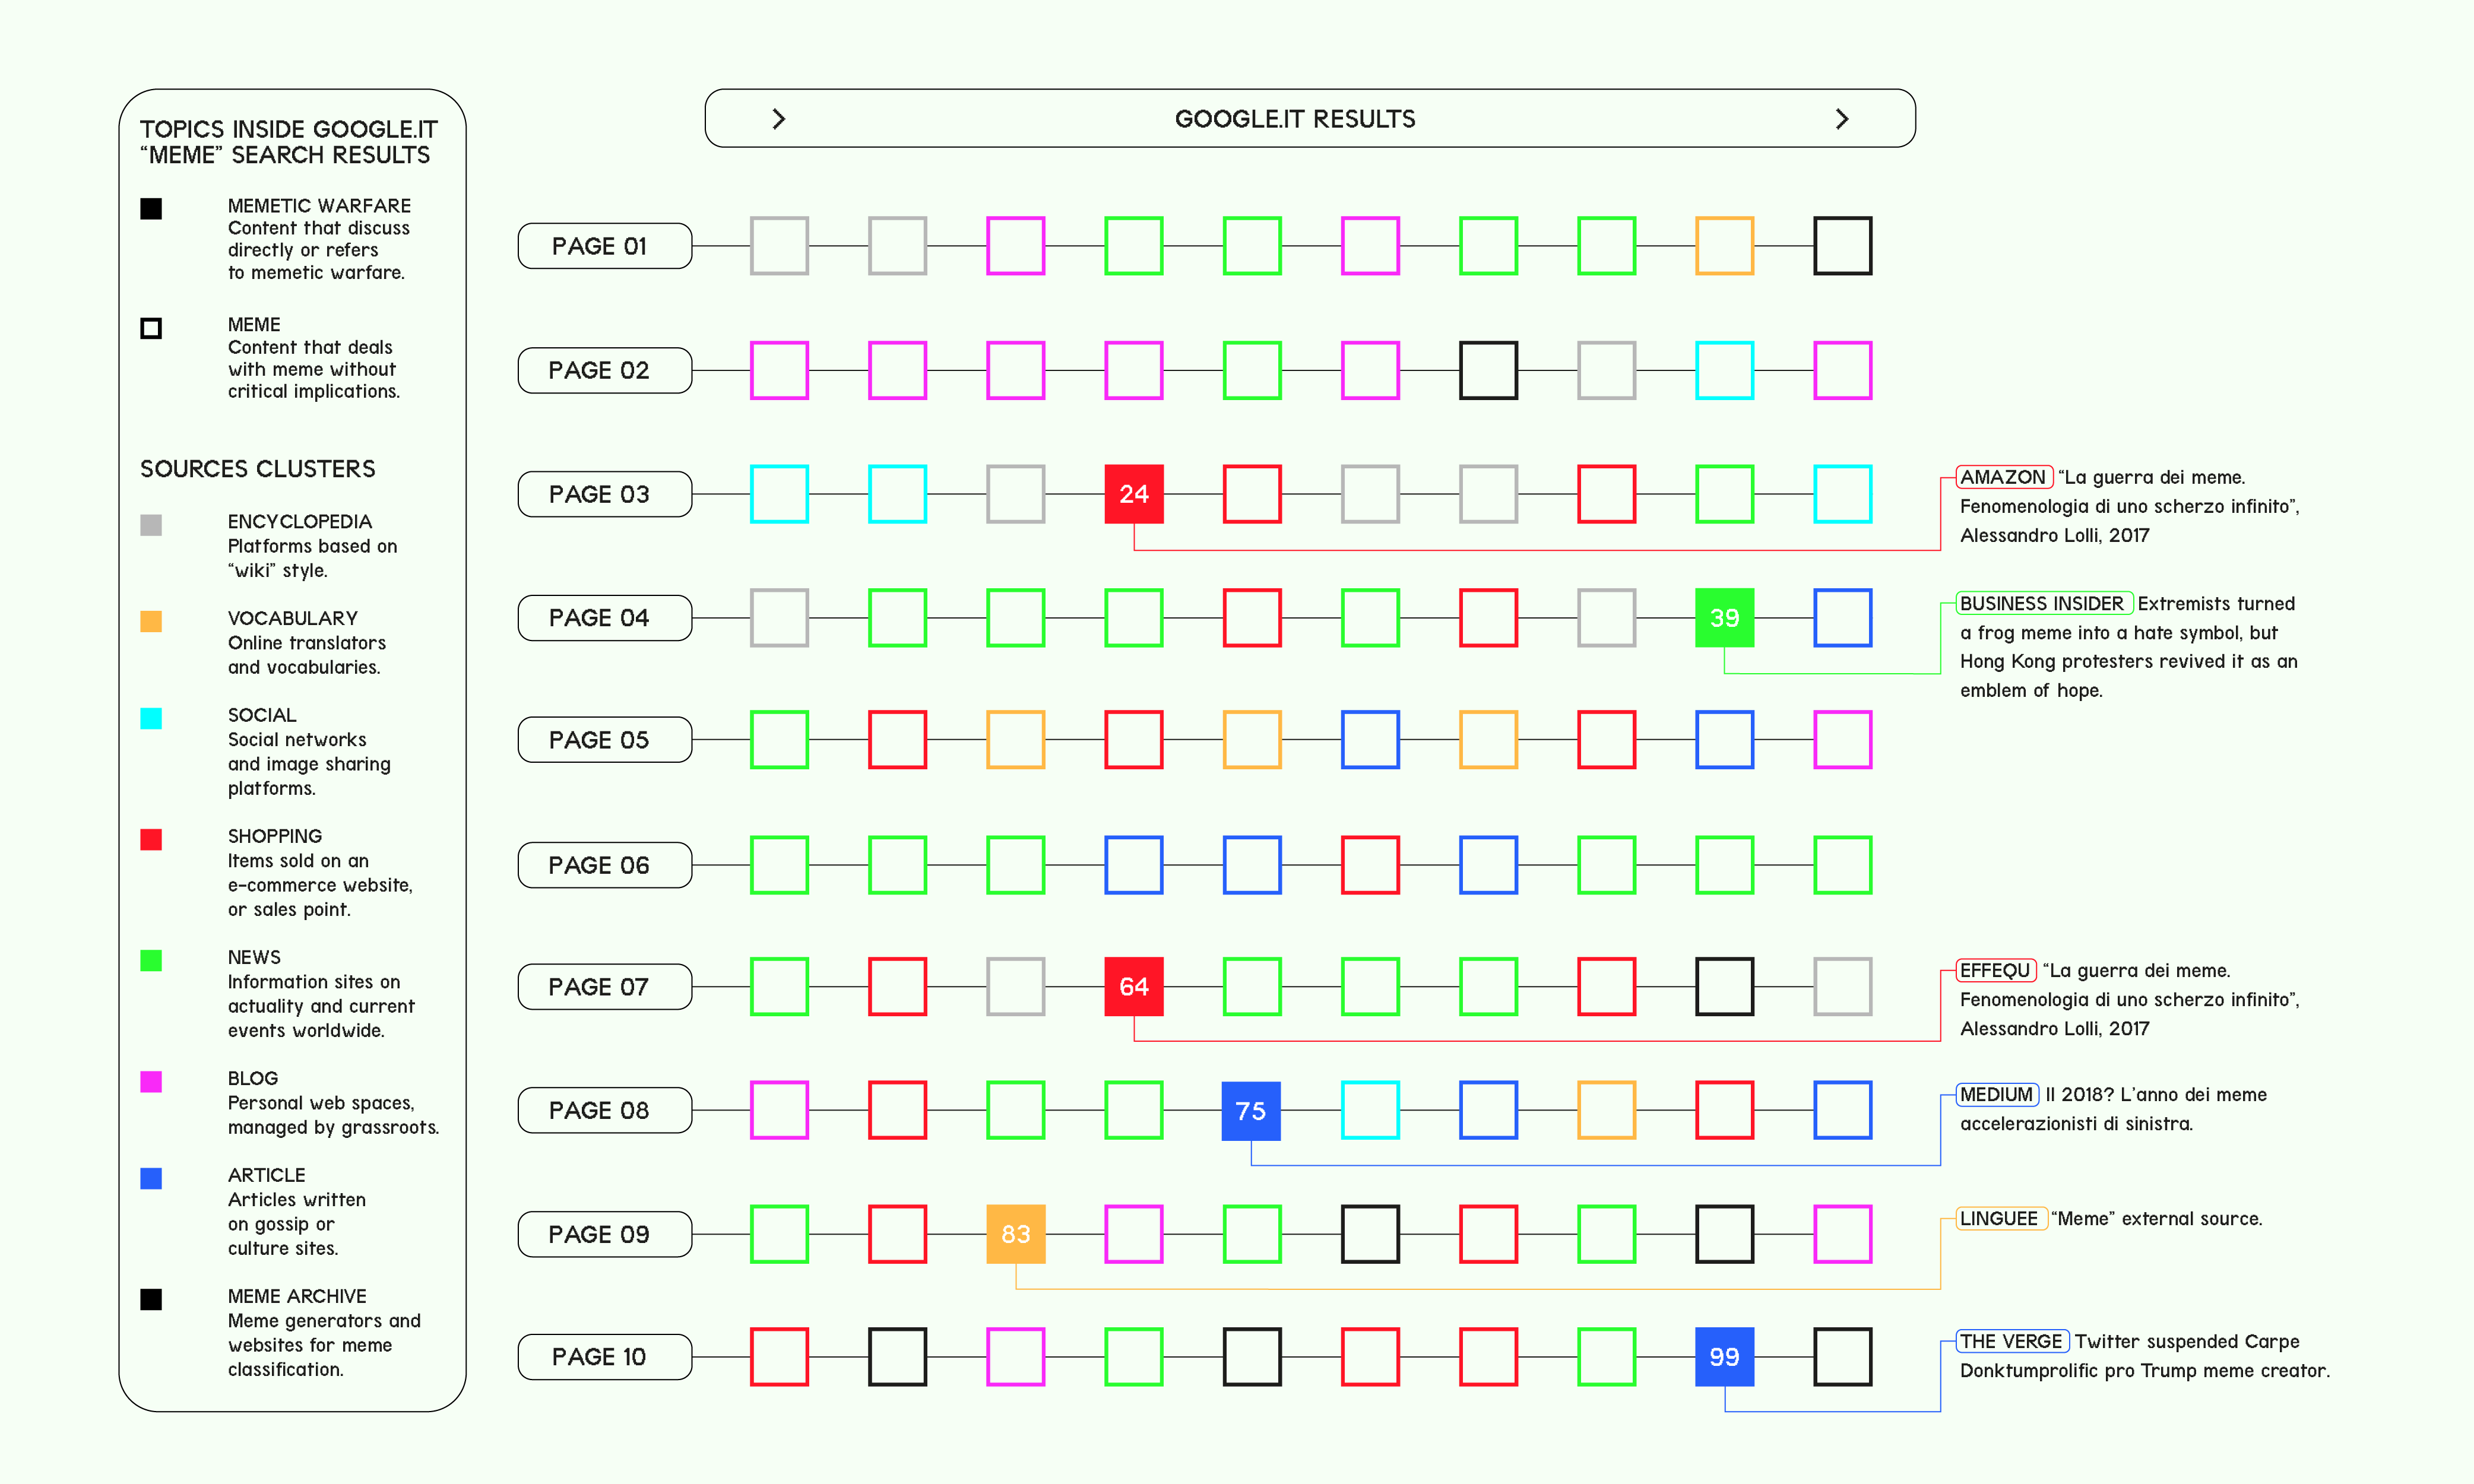 TOPICS INSIDE GOOGLE.IT
“MEME” SEARCH RESULTS
MEMETIC WARFARE
Content that discuss
directly or refers
to memetic warfare.
MEME
Content that deals
with meme without
critical implications.
SOURCES CLUSTERS
ENCYCLOPEDIA
Platforms based on
“wiki” style.
VOCABULARY
Online translators
and vocabularies.
SOCIAL
Social networks
and image sharing
platforms.
SHOPPING
Items sold on an
e-commerce website,
or sales point.
NEWS
Information sites on
actuality and current
events worldwide.
BLOG
Personal web spaces,
managed by grassroots.
ARTICLE
Articles written
on gossip or
culture sites.
MEME ARCHIVE
Meme generators and
websites for meme
classification.
GOOGLE.IT RESULTS
PAGE 01
PAGE 02
PAGE 03
24
AMAZON “La guerra dei meme.
Fenomenologia di uno scherzo infinito”,
Alessandro Lolli, 2017
PAGE 04
39
BUSINESS INSIDER Extremists turned
a frog meme into a hate symbol, but
Hong Kong protesters revived it as an
emblem of hope.
PAGE 05
PAGE 06
PAGE 07
64
EFFEQU “La guerra dei meme.
Fenomenologia di uno scherzo infinito”,
Alessandro Lolli, 2017
PAGE 08
75
MEDIUM Il 2018? L’anno dei meme
accelerazionisti di sinistra.
PAGE 09
83
LINGUEE “Meme” external source.
PAGE 10
99
THE VERGE Twitter suspended Carpe
Donktumprolific pro Trump meme creator.